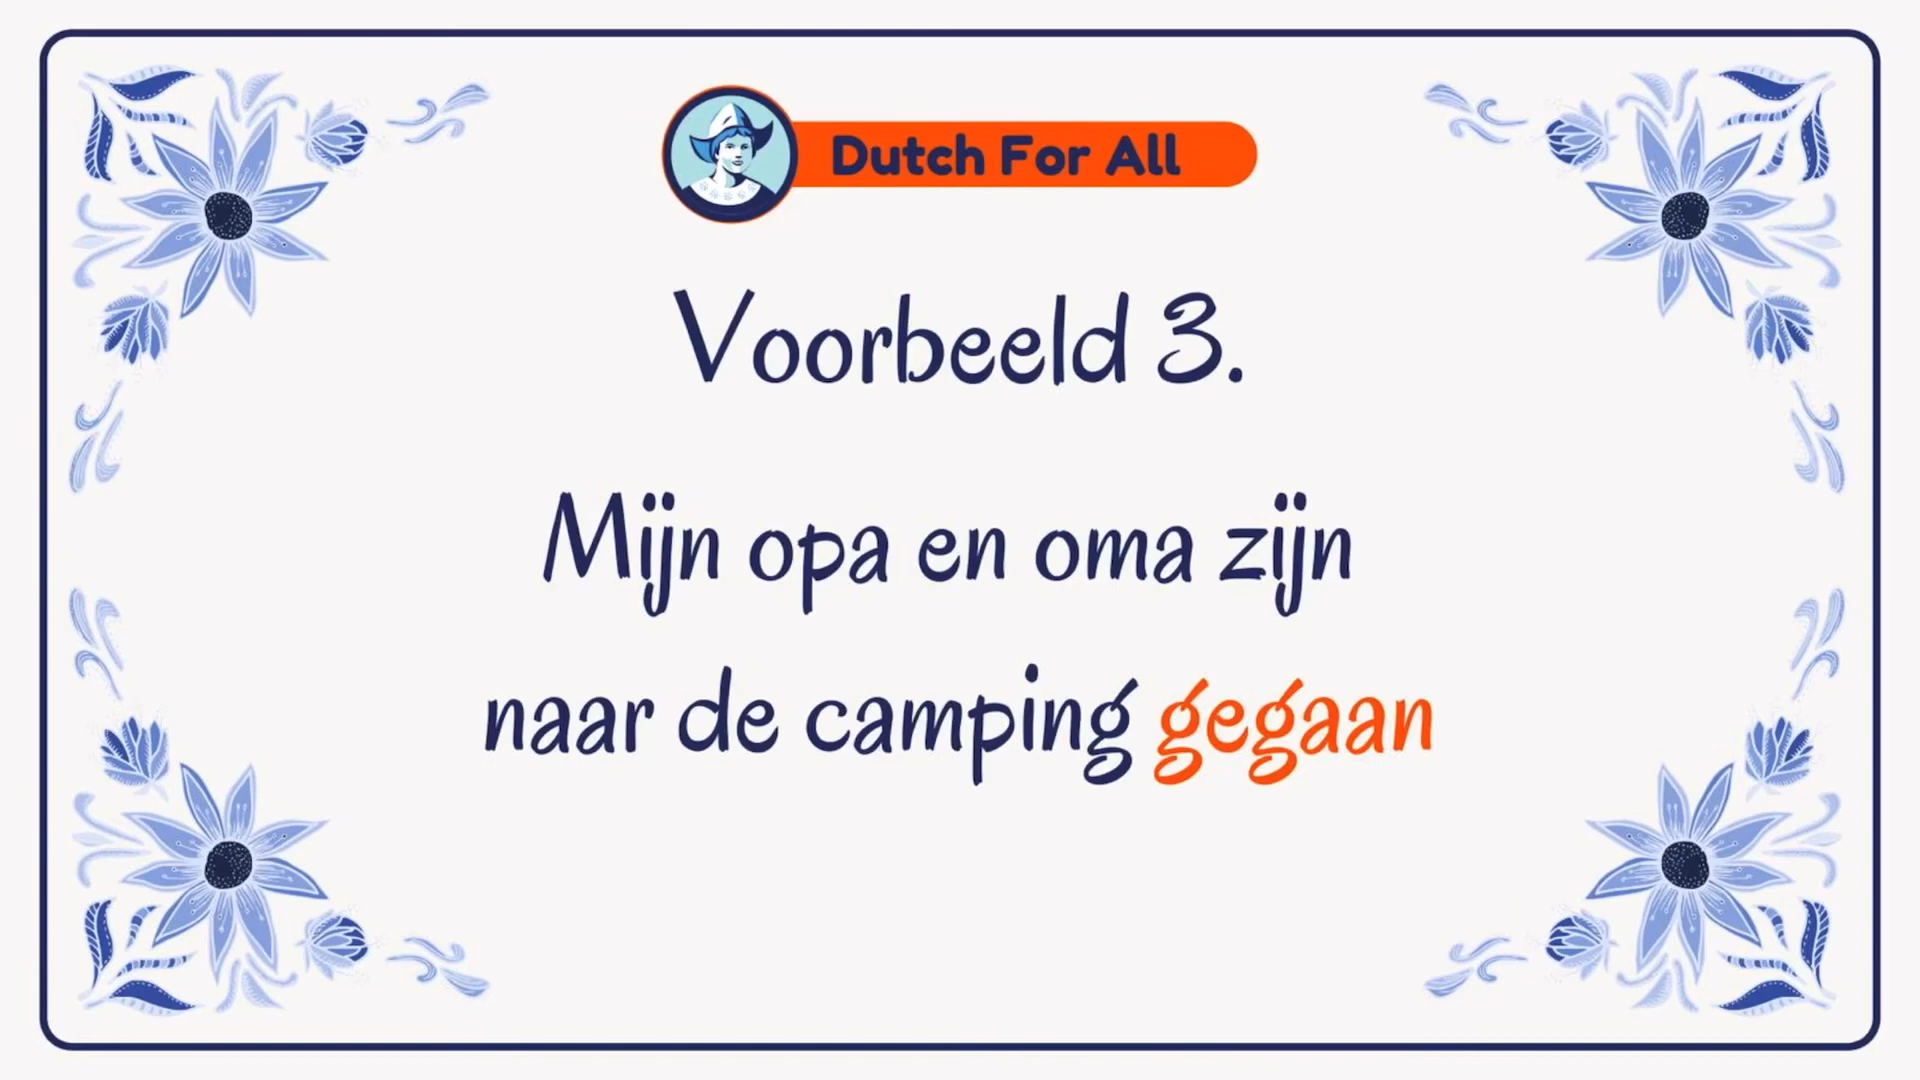 Dutch For All
Voorbeeld 3.
Mijn opa en oma zijn
naar de camping gegaan